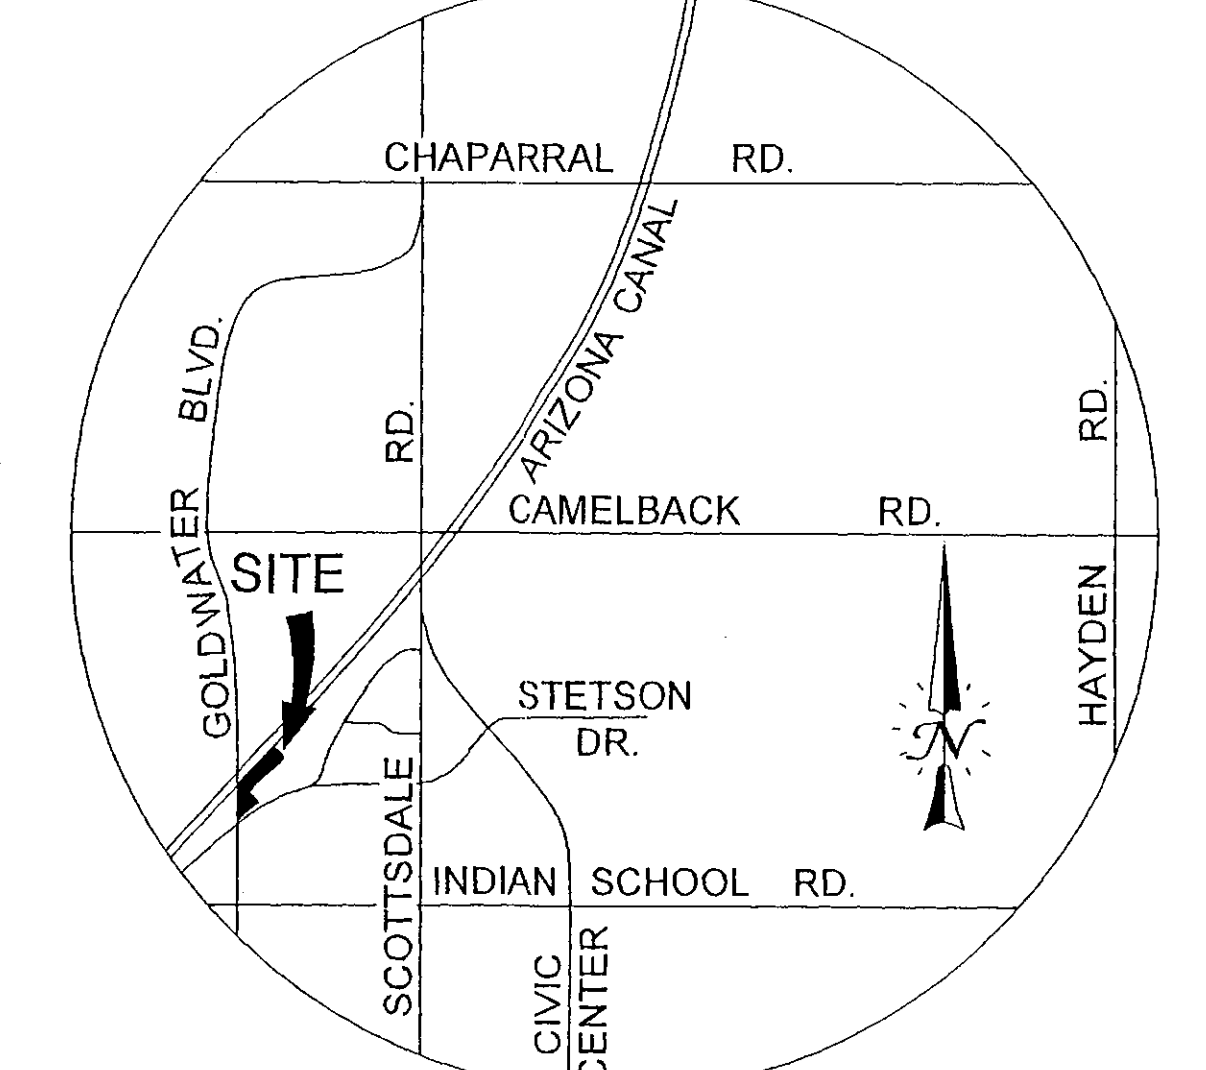 CHAPARRAL RD.
ARIZONA CANAL
GOLDWATER BLVD.
SCOTTSDALE RD.
CAMELBACK RD.
HAYDEN RD.
SITE
STETSON
DR.
N
INDIAN SCHOOL RD.
CIVIC
CENTER